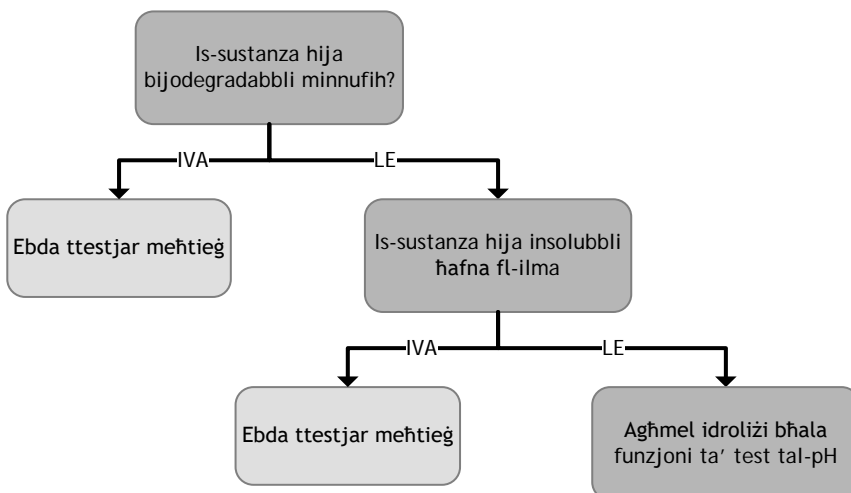 Is-sustanza hija
bijodegradabbli minnufih?
IVA
LE
Ebda ttestjar meħtieġ
Is-sustanza hija insolubbli
ħafna fl-ilma
IVA
LE
Ebda ttestjar meħtieġ
Agħmel idroliżi bħala
funzjoni ta’ test tal-pH